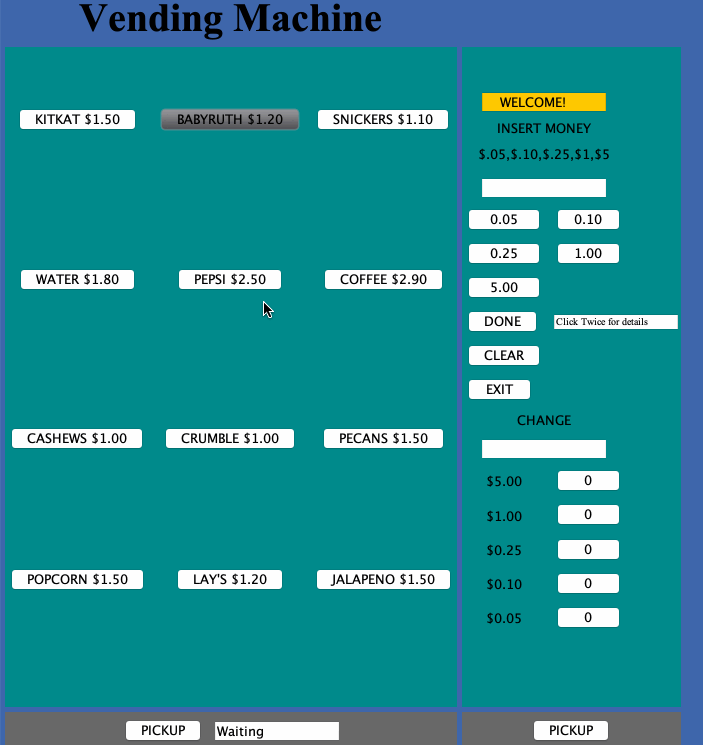 Vending Machine
KITKAT $1.50
BABYRUTH $1.20
SNICKERS $1.10
WATER $1.80
PEPSI $2.50
COFFEE $2.90
CASHEWS $1.00
CRUMBLE $1.00
PECANS $1.50
POPCORN $1.50
LAY'S $1.20
JALAPENO $1.50
PICKUP
Waiting
WELCOME!
INSERT MONEY
$.05,$.10,$.25,$1,$5
0.05
0.10
0.25
1.00
5.00
DONE
Click Twice for details
CLEAR
EXIT
CHANGE
$5.00
0
$1.00
0
$0.25
0
$0.10
0
$0.05
0
PICKUP